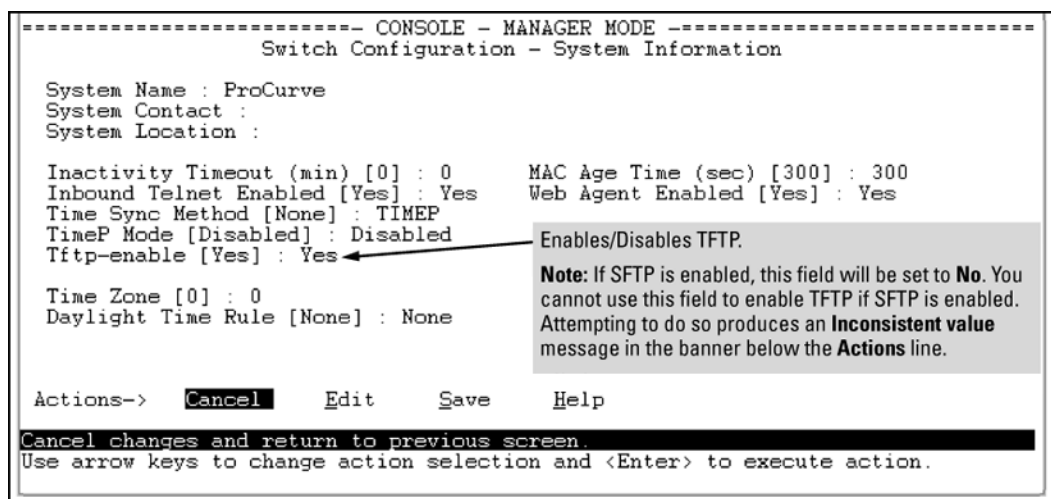 ============================- CONSOLE - MANAGER MODE -============================
Switch Configuration - System Information
System Name : ProCurve
System Contact :
System Location :
Inactivity Timeout (min) [0] : 0 MAC Age Time (sec) [300] : 300
Inbound Telnet Enabled [Yes] : Yes Web Agent Enabled [Yes] : Yes
Time Sync Method [None] : TIMEP
TimeP Mode [Disabled] : Disabled
Tftp-enable [Yes] : Yes
Time Zone [0] : 0
Daylight Time Rule [None] : None
Enables/Disables TFTP.
Note: If SFTP is enabled, this field will be set to No. You
cannot use this field to enable TFTP if SFTP is enabled.
Attempting to do so produces an Inconsistent value
message in the banner below the Actions line.
Actions-> Cancel Edit Save Help
Cancel changes and return to previous screen.
Use arrow keys to change action selection and <Enter> to execute action.